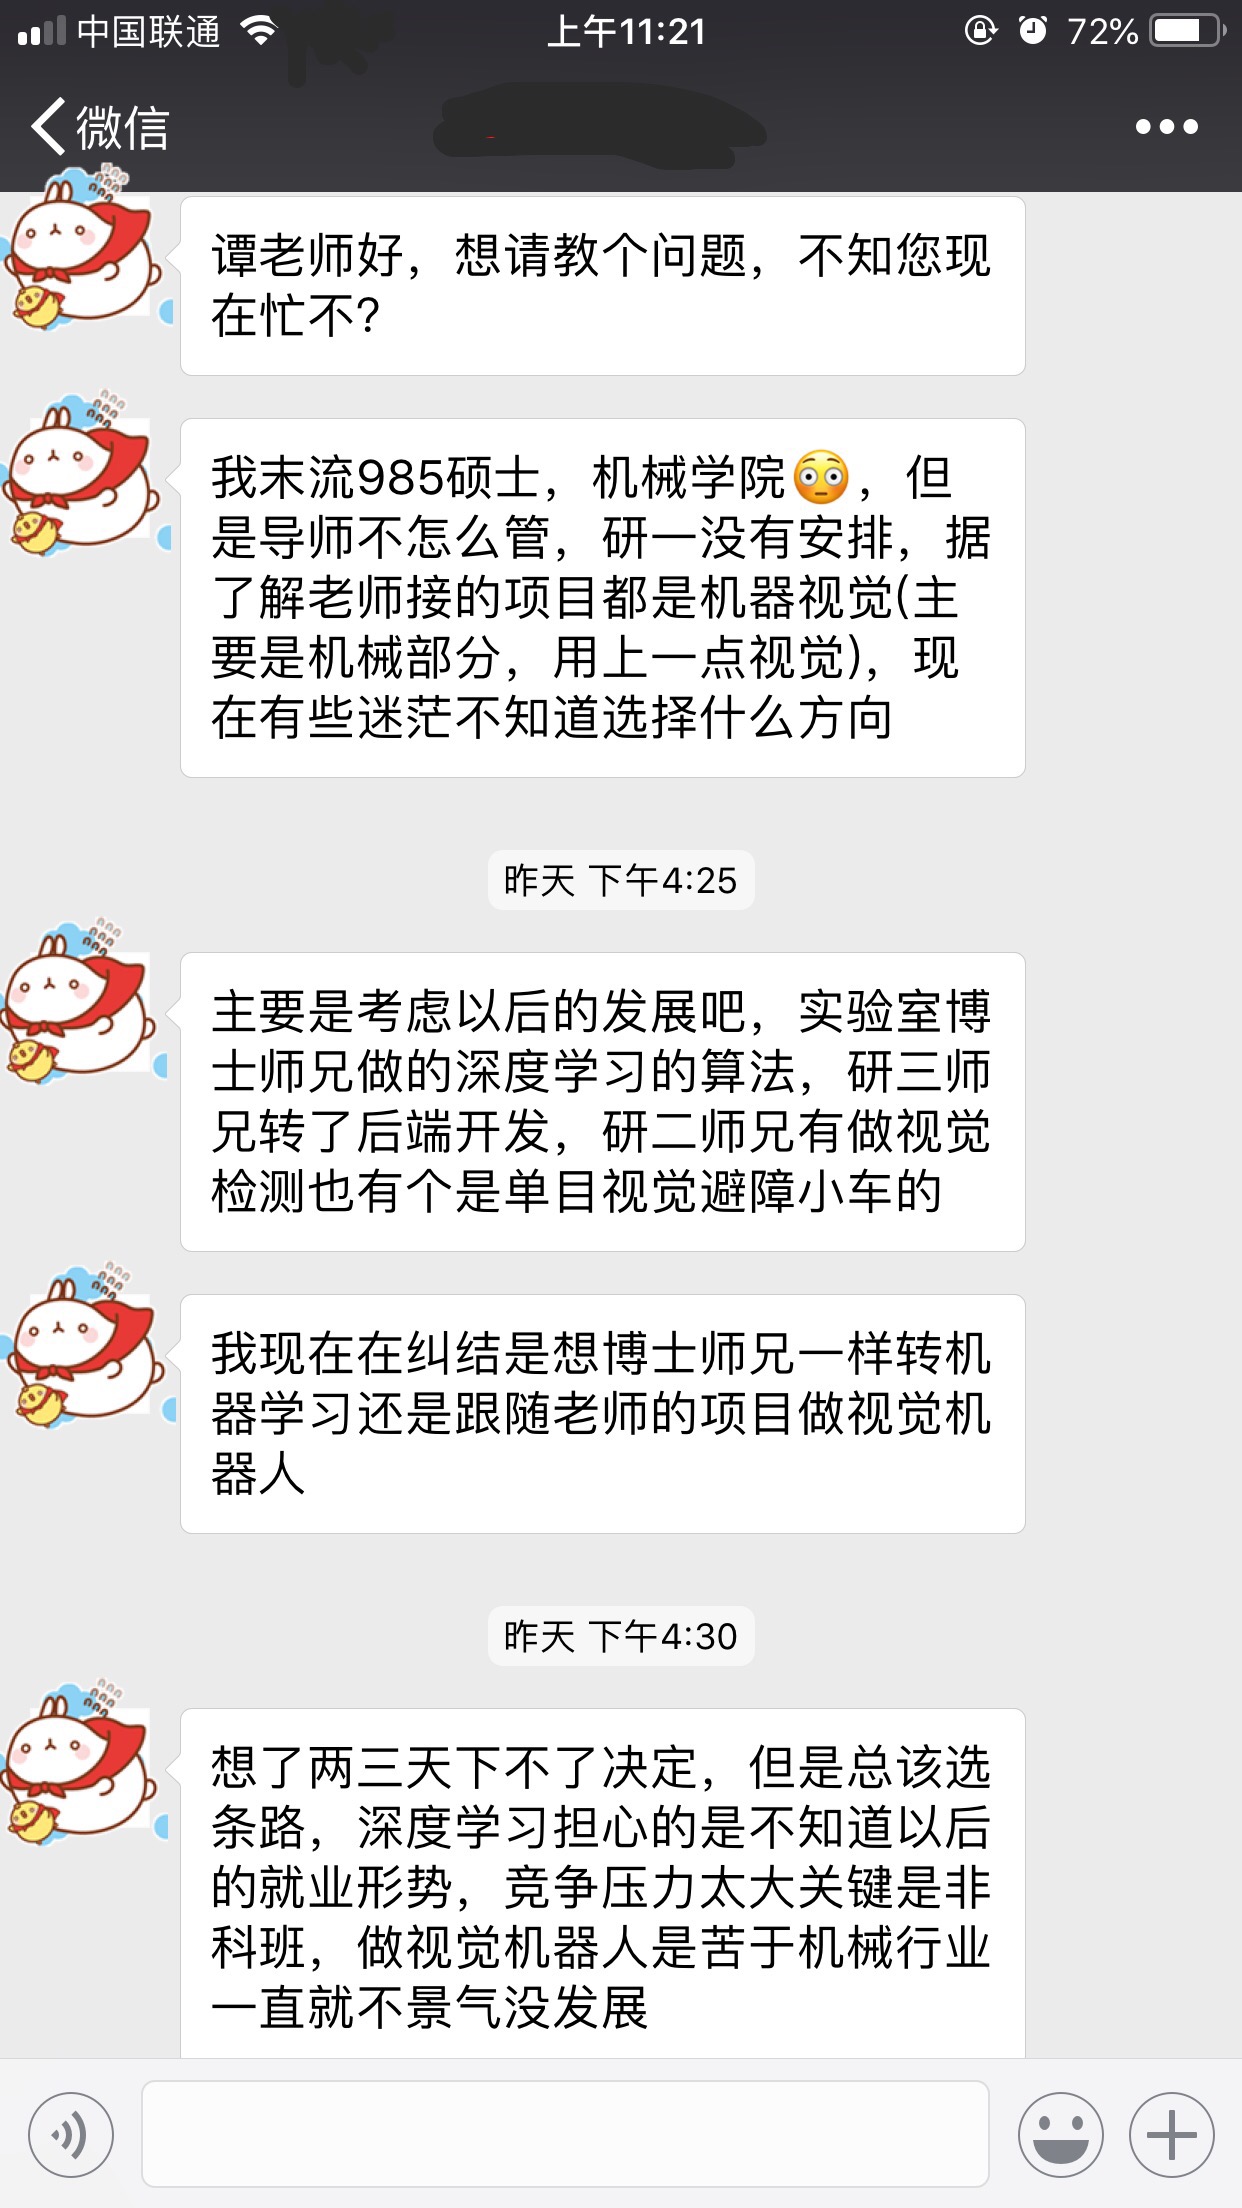 中国联通
上午11:21
72%
微信
谭老师好，想请教个问题，不知您现
在忙不?
我末流985硕士，机械学院😳，但
是导师不怎么管，研一没有安排，据
了解老师接的项目都是机器视觉(主
要是机械部分，用上一点视觉)，现
在有些迷茫不知道选择什么方向
昨天 下午4:25
主要是考虑以后的发展吧，实验室博
士师兄做的深度学习的算法，研三师
兄转了后端开发，研二师兄有做视觉
检测也有个是单目视觉避障小车的
我现在在纠结是想博士师兄一样转机
器学习还是跟随老师的项目做视觉机
器人
昨天 下午4:30
想了两三天下不了决定，但是总该选
条路，深度学习担心的是不知道以后
的就业形势，竞争压力太大关键是非
科班，做视觉机器人是苦于机械行业
一直就不景气没发展